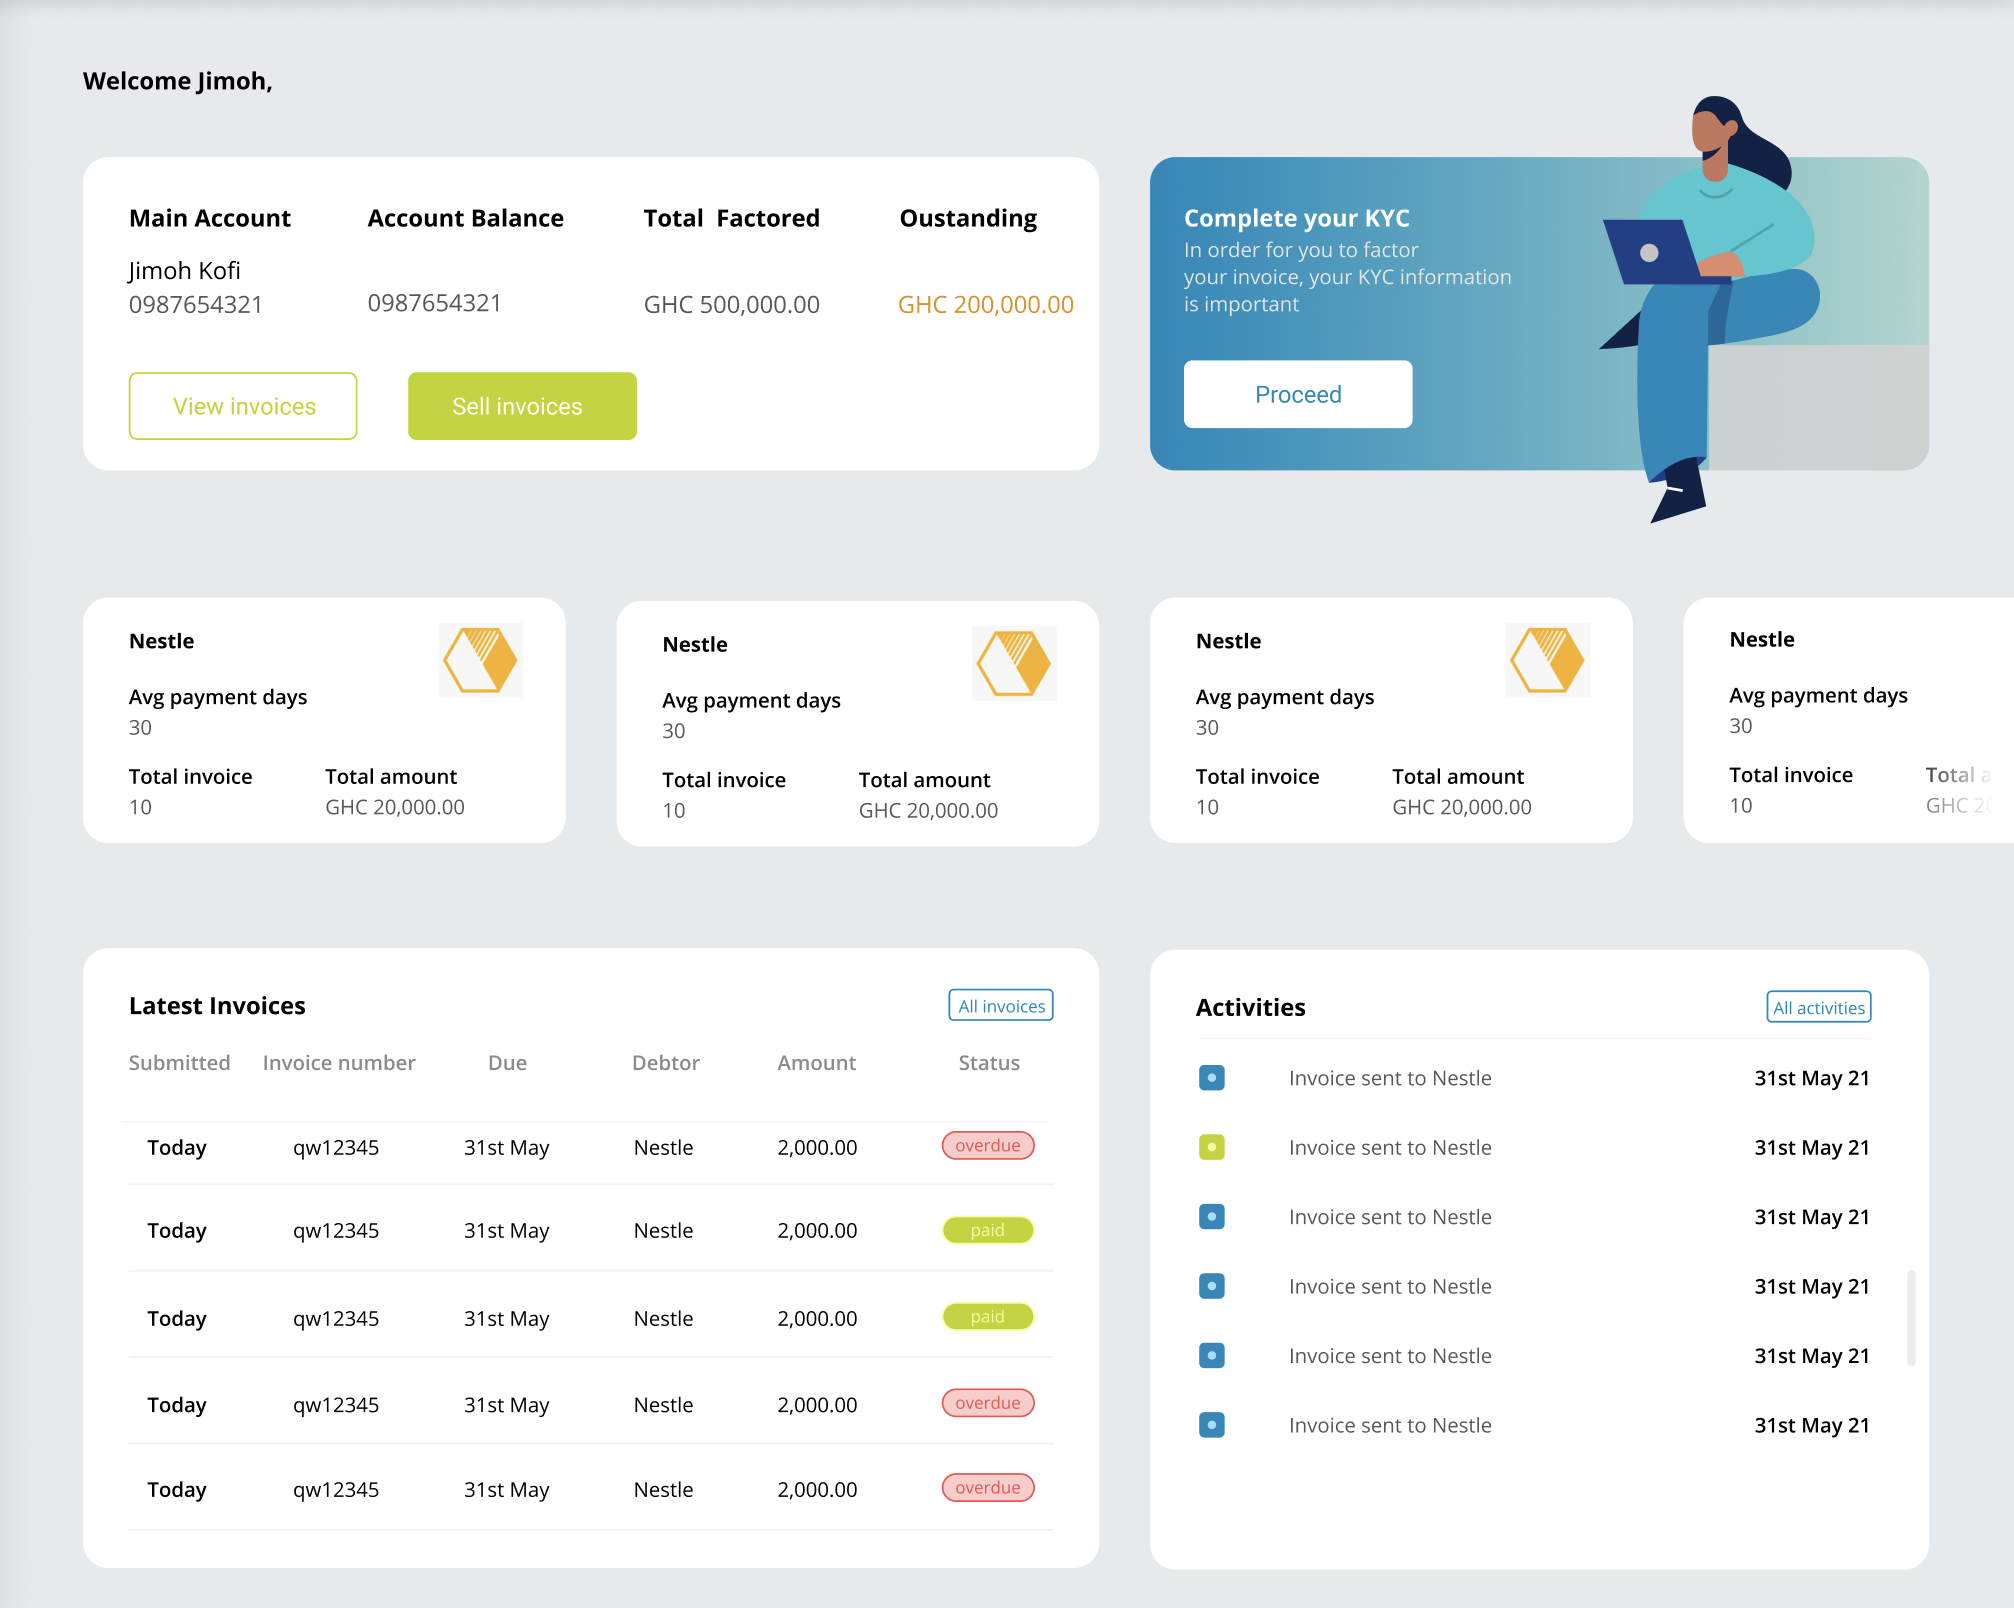 Welcome Jimoh,
Main Account
Account Balance
Total  Factored
Oustanding
Jimoh Kofi
0987654321
0987654321
GHC 500,000.00
GHC 200,000.00
View invoices
Sell invoices
Complete your KYC
In order for you to factor
your invoice, your KYC information
is important
Proceed
Nestle
Avg payment days
30
Total invoice
Total amount
10
GHC 20,000.00
Nestle
Avg payment days
30
Total invoice
Total amount
10
GHC 20,000.00
Nestle
Avg payment days
30
Total invoice
Total amount
10
GHC 20,000.00
Nestle
Avg payment days
30
Total invoice
Total
10
GHC
Latest Invoices
All invoices
Submitted Invoice number Due Debtor Amount Status
Today qw12345 31st May Nestle 2,000.00 overdue
Today qw12345 31st May Nestle 2,000.00 paid
Today qw12345 31st May Nestle 2,000.00 paid
Today qw12345 31st May Nestle 2,000.00 overdue
Today qw12345 31st May Nestle 2,000.00 overdue
Activities
All activities
Invoice sent to Nestle 31st May 21
Invoice sent to Nestle 31st May 21
Invoice sent to Nestle 31st May 21
Invoice sent to Nestle 31st May 21
Invoice sent to Nestle 31st May 21
Invoice sent to Nestle 31st May 21